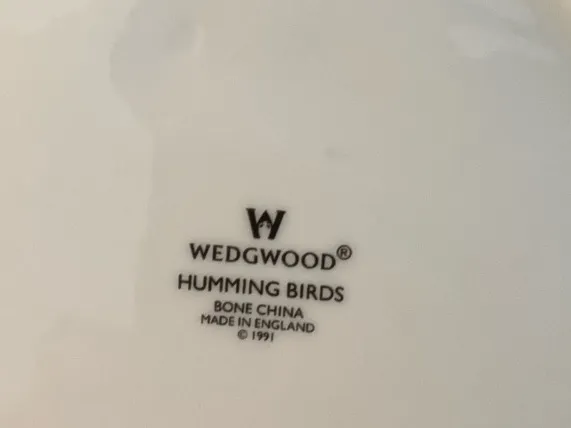 W
WEDGWOOD®
HUMMING BIRDS
BONE CHINA
MADE IN ENGLAND
© 1991